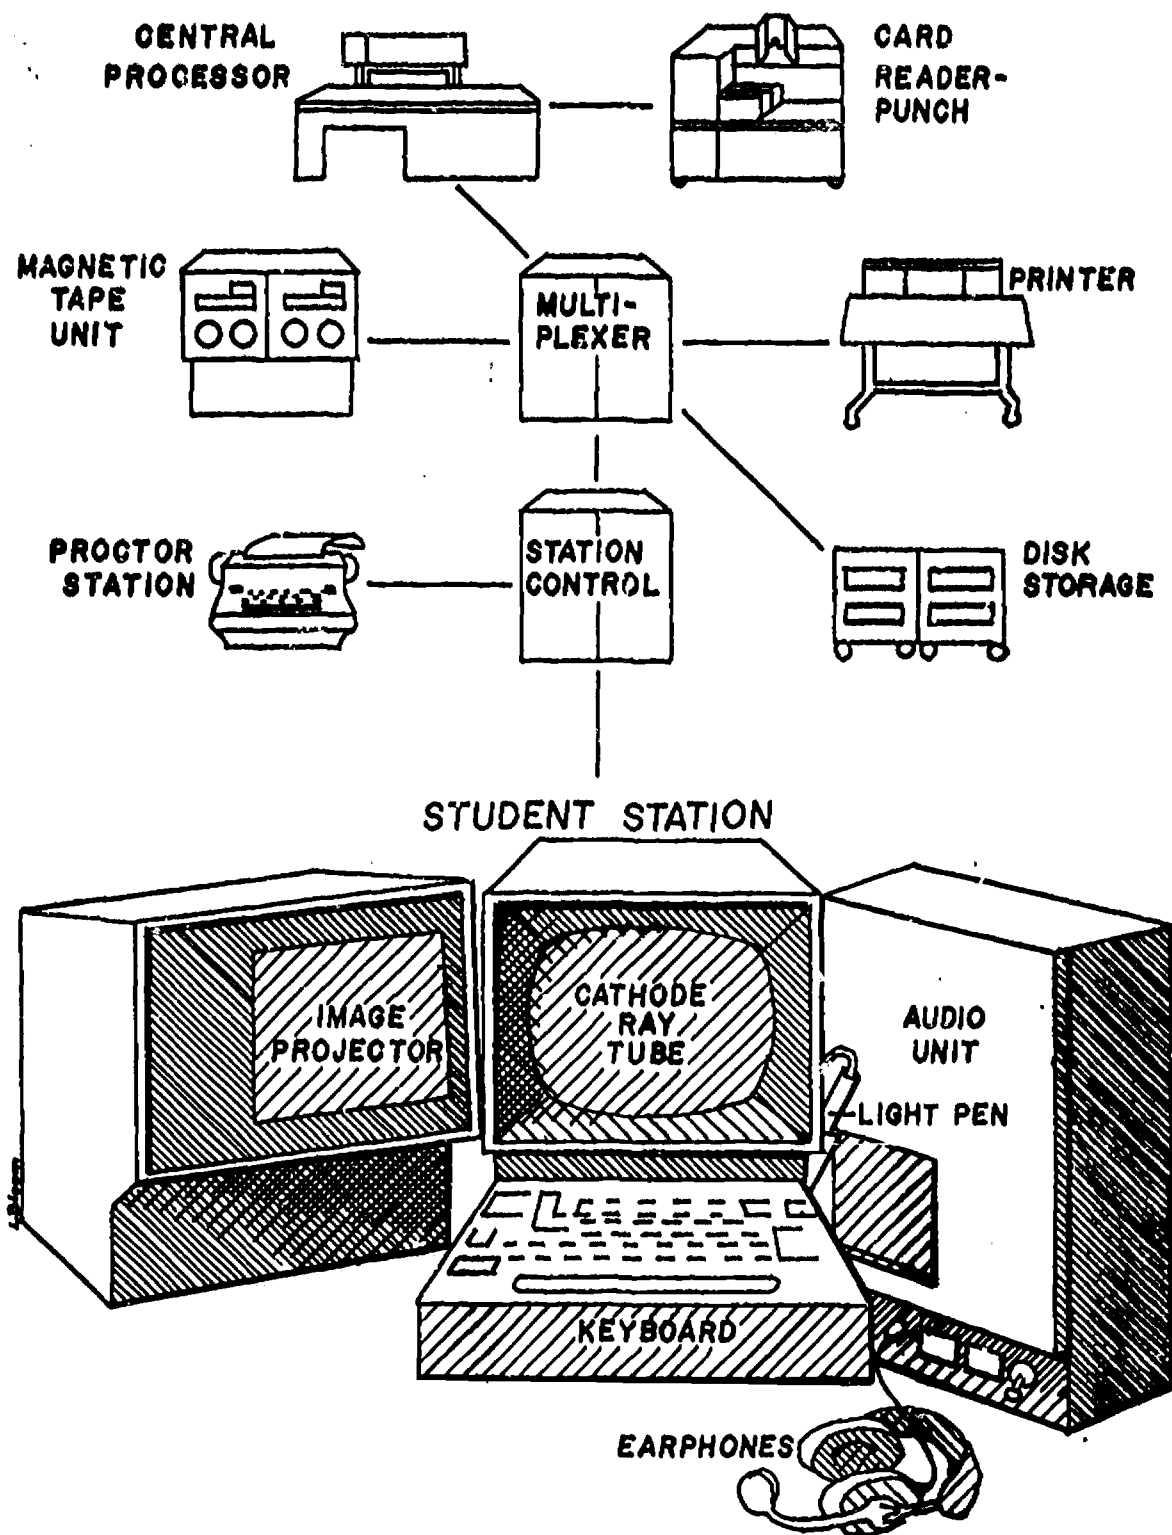 CENTRAL
PROCESSOR
CARD
READER-
PUNCH
MAGNETIC
TAPE
UNIT
MULTI-
PLEXER
PRINTER
PROCTOR
STATION
STATION
CONTROL
DISK
STORAGE
STUDENT STATION
IMAGE
PROJECTOR
CATHODE
RAY
TUBE
AUDIO
UNIT
LIGHT PEN
KEYBOARD
EARPHONES